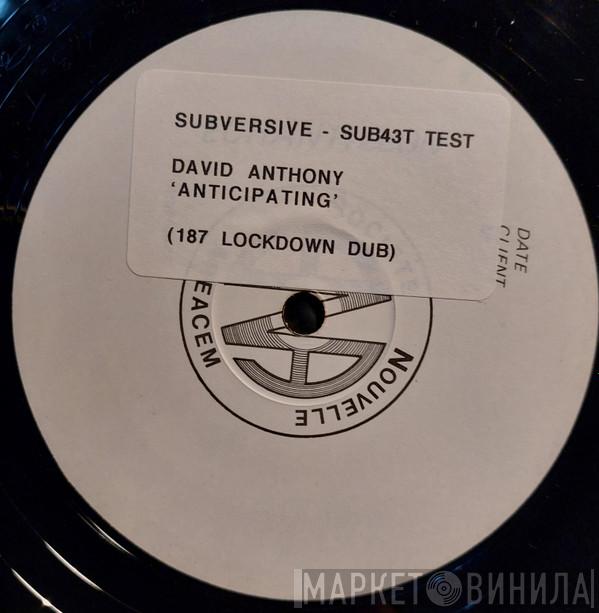 SUBVERSIVE - SUB43T TEST
DAVID ANTHONY
‘ANTICIPATING’
(187 LOCKDOWN DUB)
DATE
CLIENT
NOUVELLE
EACEM
МАРКЕТ ВИНИЛА